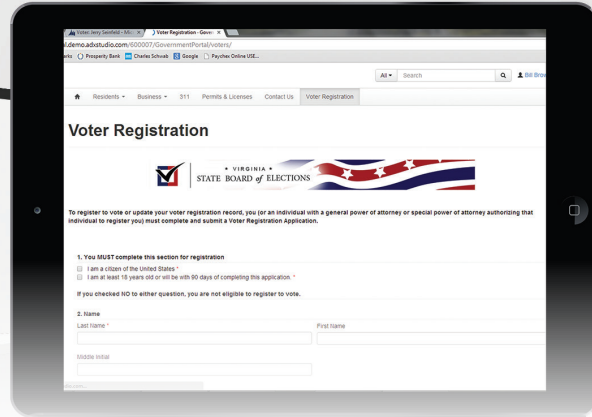 Voter: Jerry Seinfeld - Mic
Voter Registration - Gover
l.demo.adxstudio.com/600007/GovernmentPortal/voters/
Prosperity Bank Charles Schwab Google Paychex Online USE...
All Search Bill Brow
Residents Business 311 Permits & Licenses Contact Us Voter Registration
Voter Registration
VIRGINIA
STATE BOARD of ELECTIONS
To register to vote or update your voter registration record, you (or an individual with a general power of attorney or special power of attorney authorizing that
individual to register you) must complete and submit a Voter Registration Application.
1. You MUST complete this section for registration
I am a citizen of the United States *
I am at least 18 years old or will be with 90 days of completing this application. *
If you checked NO to either question, you are not eligible to register to vote.
2. Name
Last Name *
First Name
Middle Initial